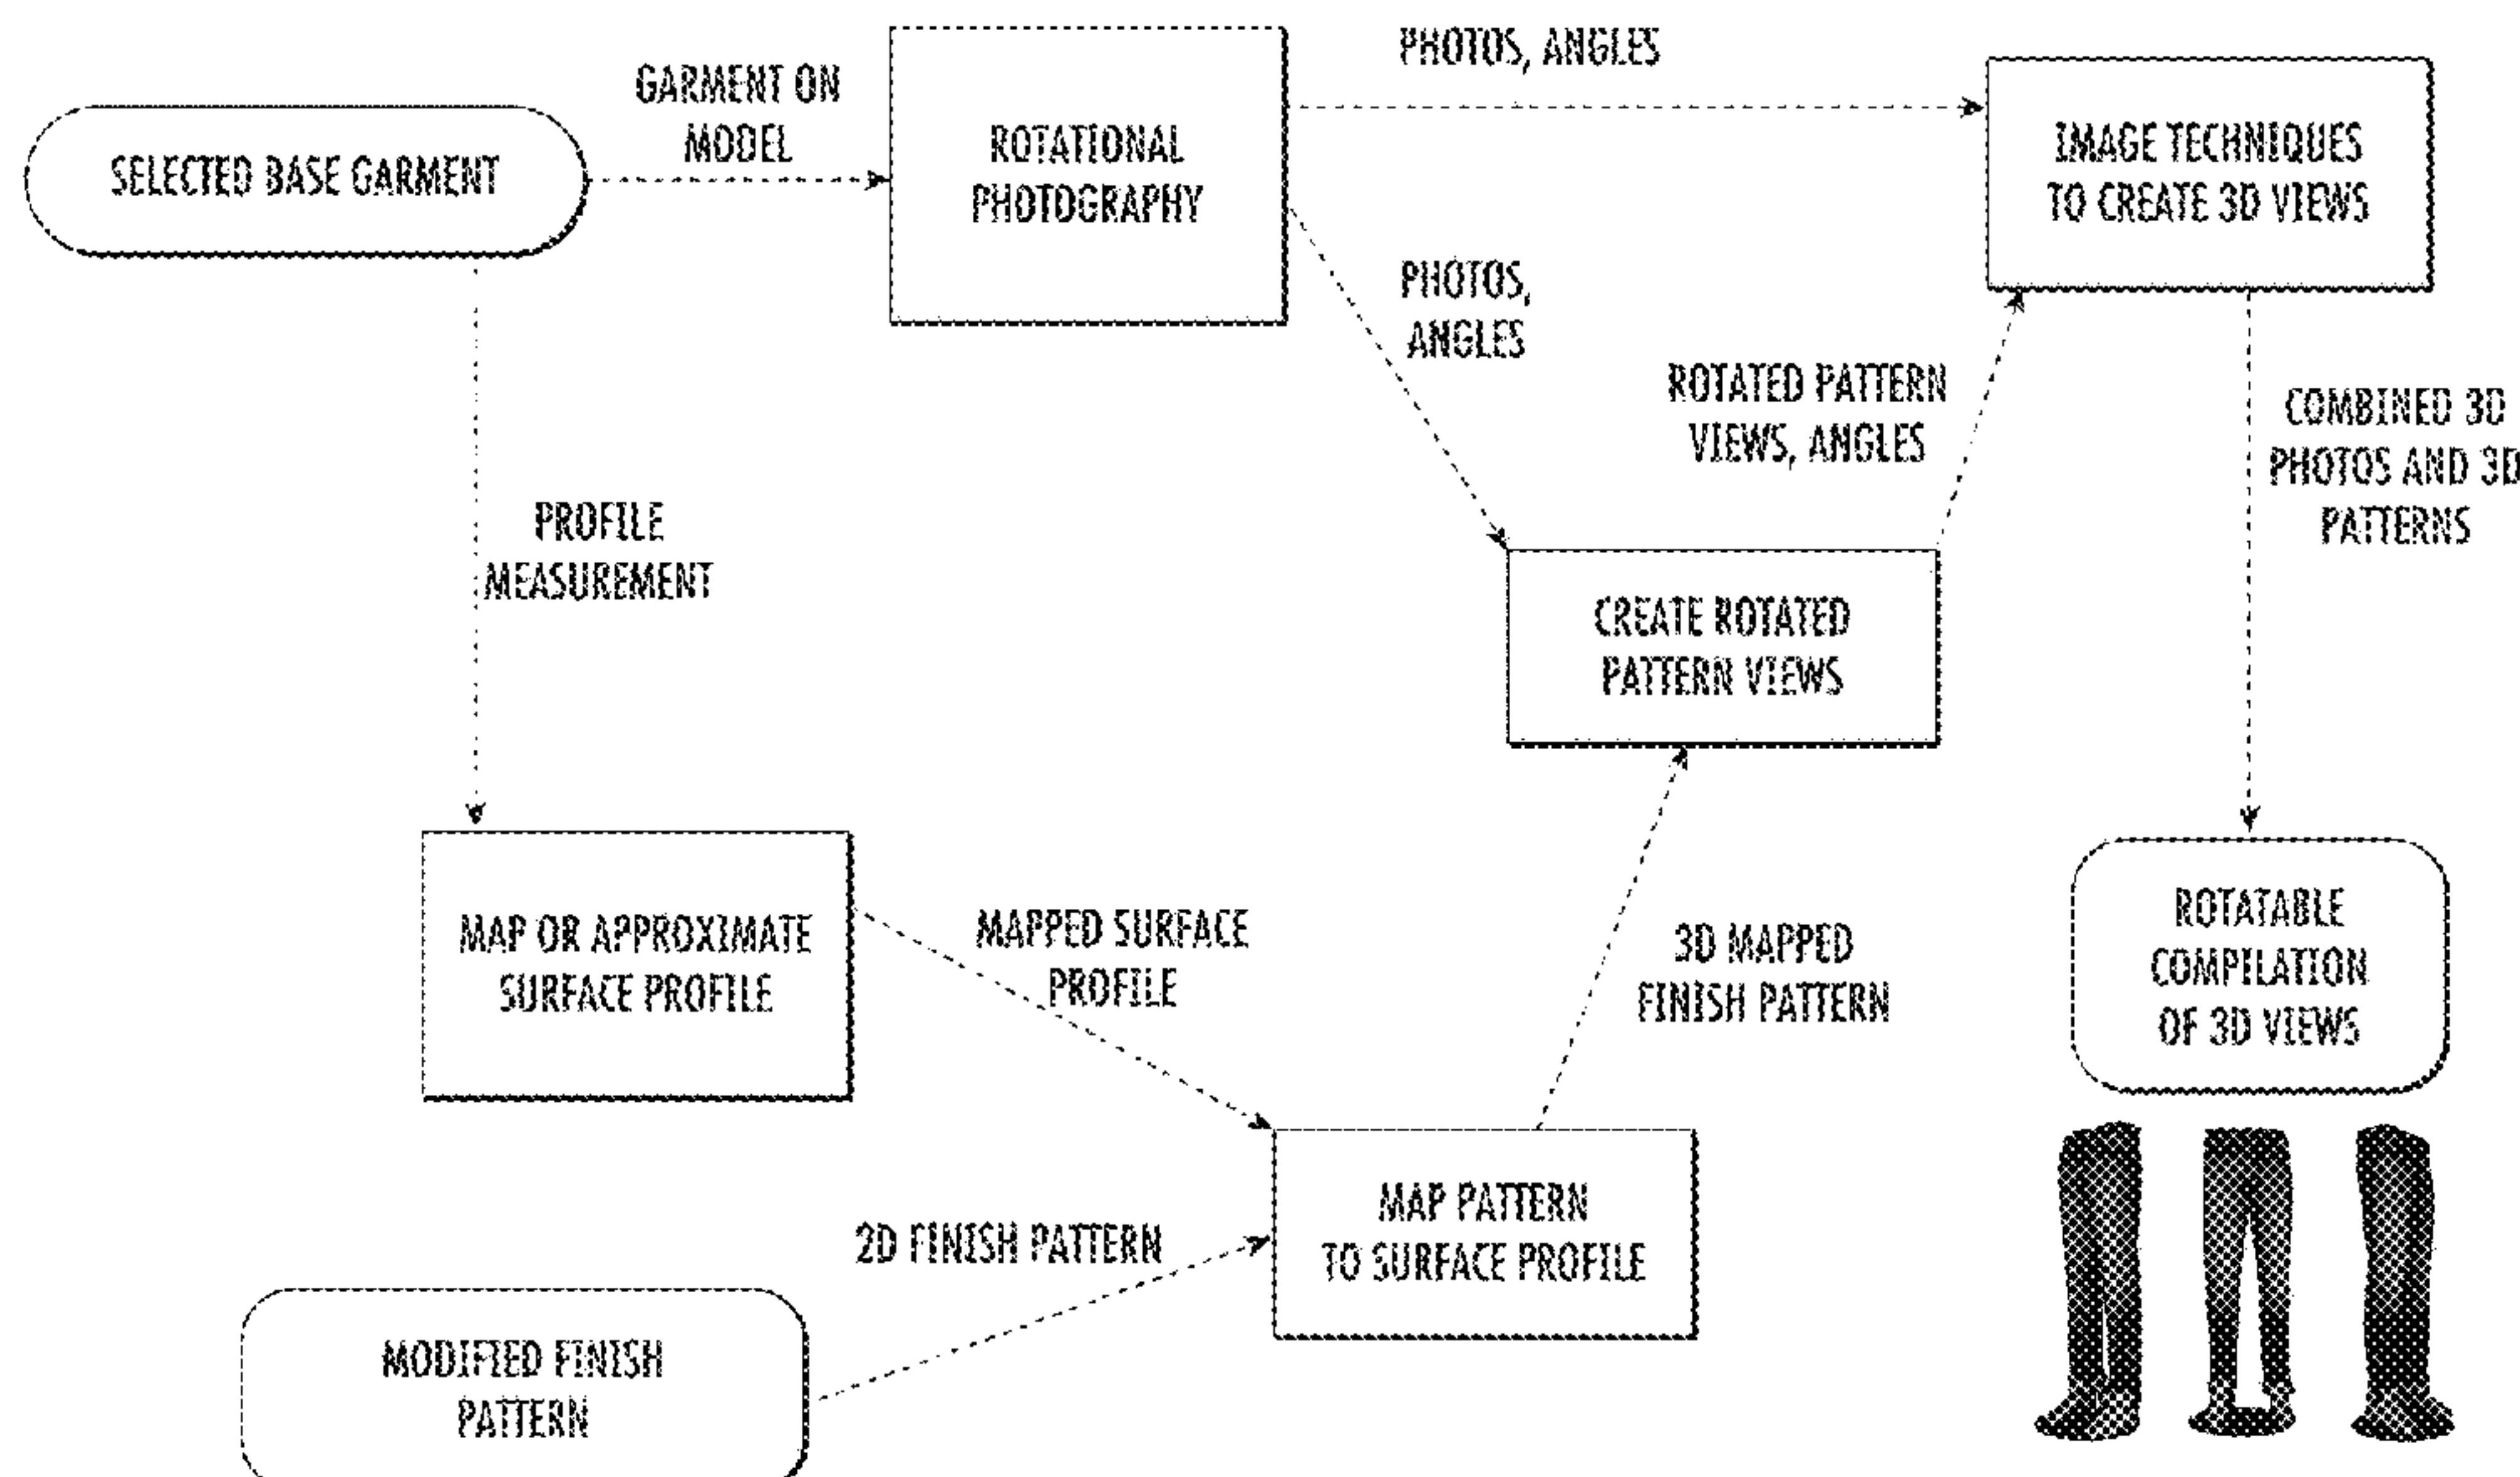 PHOTOS, ANGLES
GARMENT ON
MODEL
SELECTED BASE GARMENT
ROTATIONAL
PHOTOGRAPHY
IMAGE TECHNIQUES
TO CREATE 3D VIEWS
PHOTOS,
ANGLES
ROTATED PATTERN
VIEWS, ANGLES
COMBINED 3D
PHOTOS AND 3D
PATTERNS
PROFILE
MEASUREMENT
CREATE ROTATED
PATTERN VIEWS
MAP OR APPROXIMATE
SURFACE PROFILE
MAPPED SURFACE
PROFILE
3D MAPPED
FINISH PATTERN
ROTATABLE
COMPILATION
OF 3D VIEWS
MAP PATTERN
TO SURFACE PROFILE
2D FINISH PATTERN
MODIFIED FINISH
PATTERN